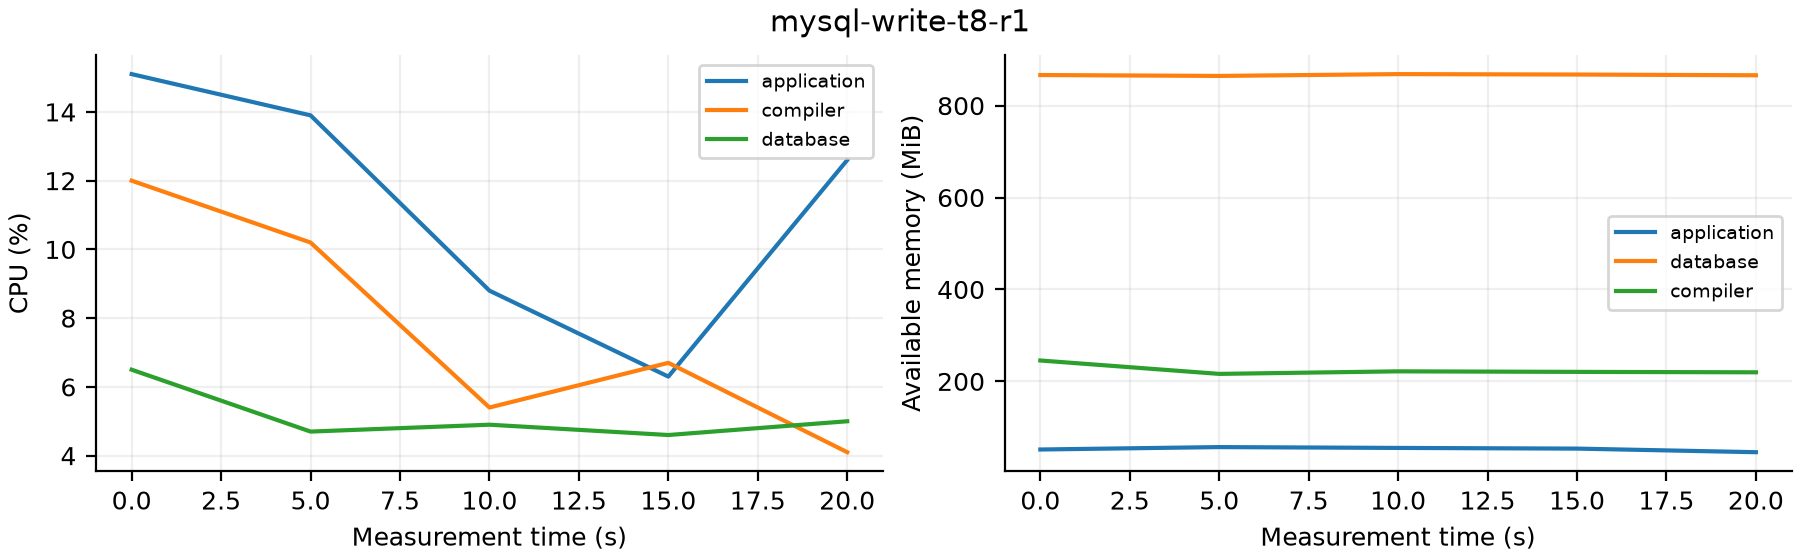 mysql-write-t8-r1
CPU (%)
14
12
10
8
6
4
0.0 2.5 5.0 7.5 10.0 12.5 15.0 17.5 20.0
Measurement time (s)
application
compiler
database
Available memory (MiB)
800
600
400
200
0.0 2.5 5.0 7.5 10.0 12.5 15.0 17.5 20.0
Measurement time (s)
application
database
compiler